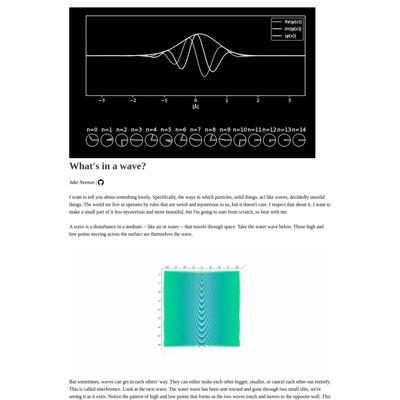 Re|ψ(x)|
Im|ψ(x)|
|ψ(x)|
−3 −2 −1 0 1 2 3
[Å]
n=0 n=1 n=2 n=3 n=4 n=5 n=6 n=7 n=8 n=9 n=10 n=11 n=12 n=13 n=14
What's in a wave?
Jake Neenan |
I want to tell you about something lovely. Specifically, the ways in which particles, solid things, act like waves, decidedly unsolid
things. The world we live in operates by rules that are weird and mysterious to us, but it doesn't care. I respect that about it. I want to
make a small part of it less mysterious and more beautiful, but I'm going to start from scratch, so bear with me.
A wave is a disturbance in a medium -- like air or water -- that travels through space. Take the water wave below. Those high and
low points moving across the surface are themselves the wave.
But sometimes, waves can get in each others' way. They can either make each other bigger, smaller, or cancel each other out entirely.
This is called interference. Look at the next wave. The water wave has been sent toward and gone through two small slits, we're
seeing it as it exits. Notice the pattern of high and low points that forms as the two waves touch and moves to the opposite wall. This